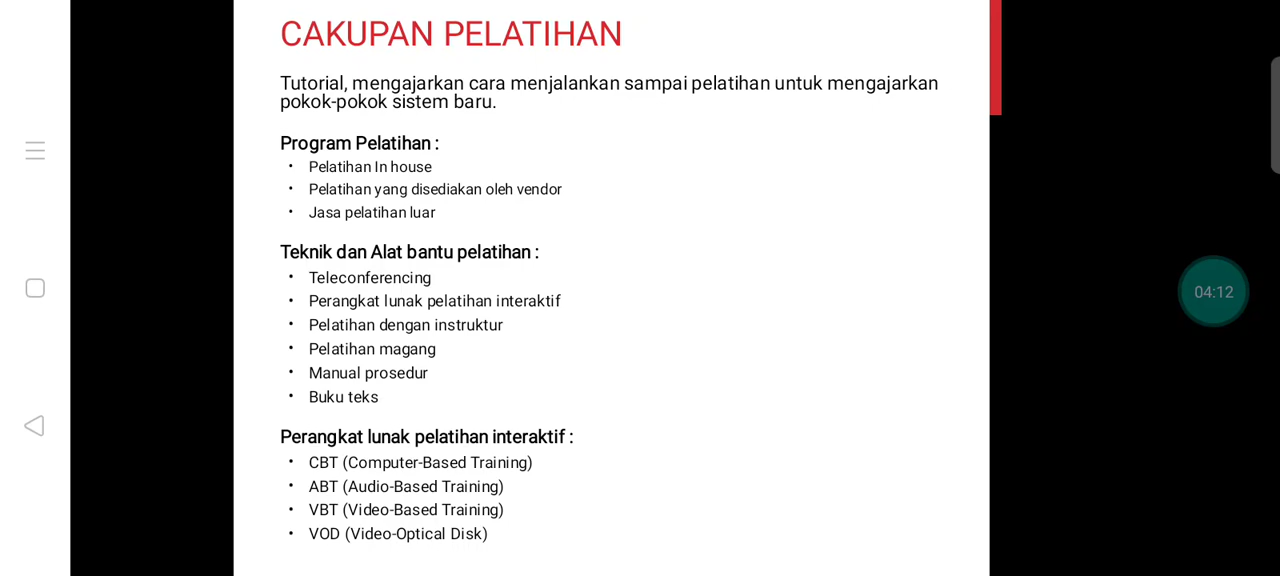 CAKUPAN PELATIHAN
Tutorial, mengajarkan cara menjalankan sampai pelatihan untuk mengajarkan
pokok-pokok sistem baru.
Program Pelatihan :
• Pelatihan In house
• Pelatihan yang disediakan oleh vendor
• Jasa pelatihan luar
Teknik dan Alat bantu pelatihan :
• Teleconferencing
• Perangkat lunak pelatihan interaktif
• Pelatihan dengan instruktur
• Pelatihan magang
• Manual prosedur
• Buku teks
Perangkat lunak pelatihan interaktif :
• CBT (Computer-Based Training)
• ABT (Audio-Based Training)
• VBT (Video-Based Training)
• VOD (Video-Optical Disk)
04:12